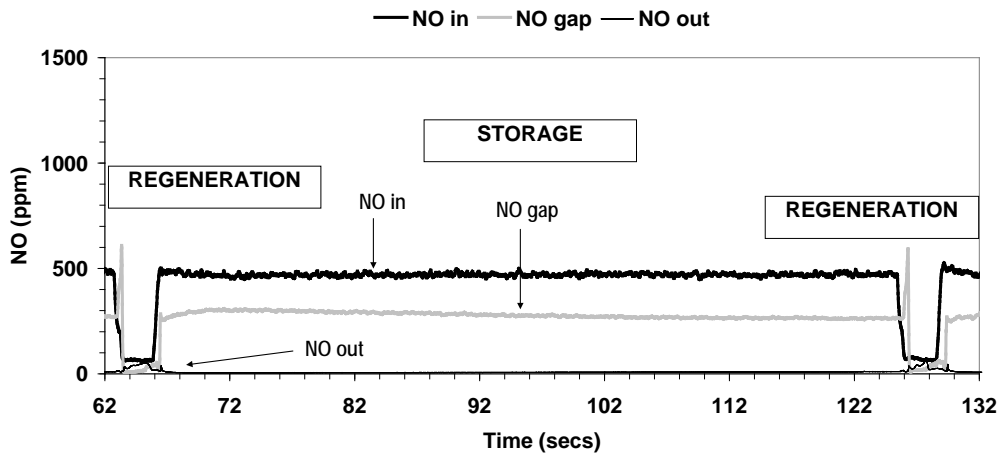 NO in NO gap NO out
1500
STORAGE
1000
REGENERATION
NO in
NO gap
REGENERATION
NO (ppm)
500
NO out
0
62 72 82 92 102 112 122 132
Time (secs)